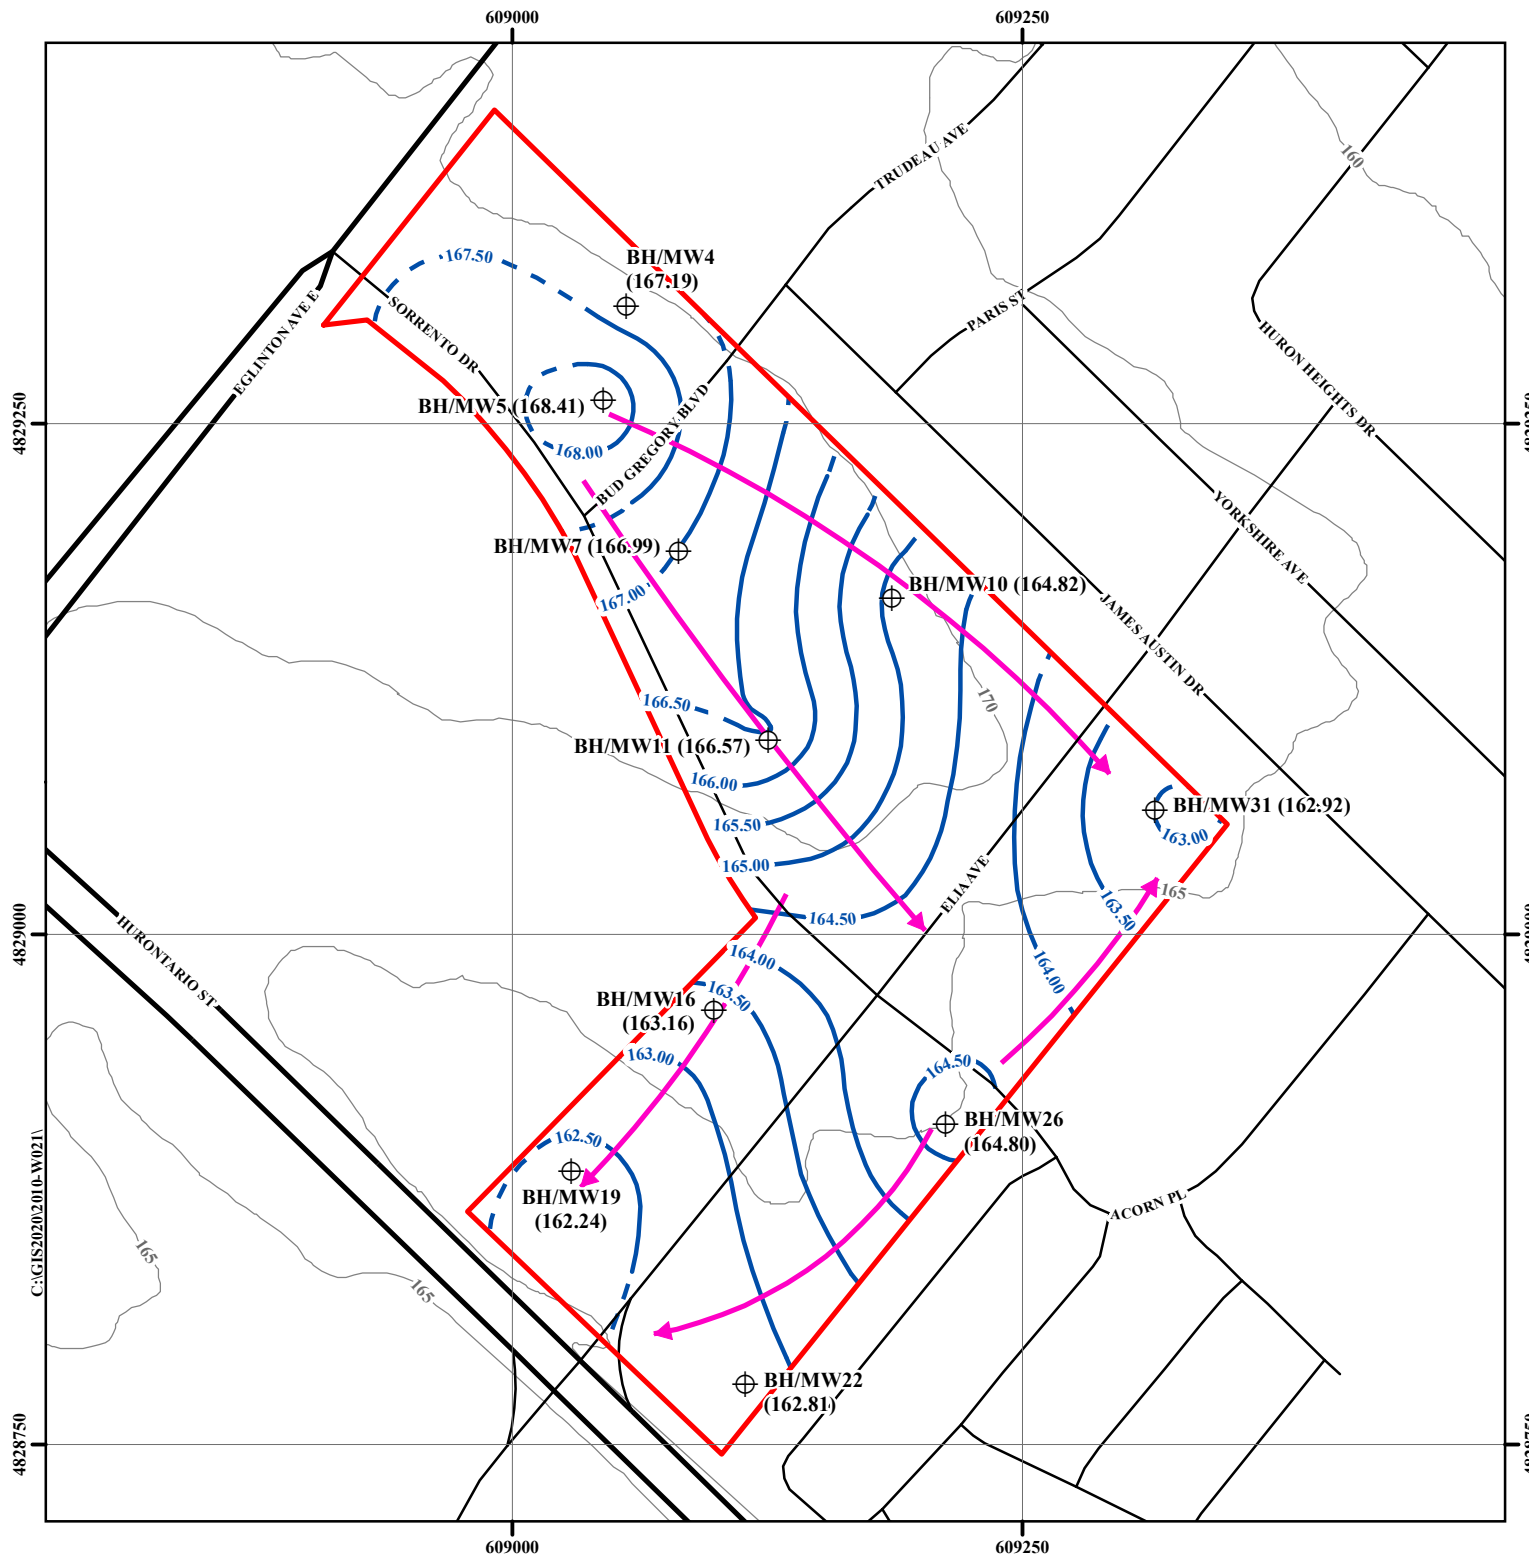 609000
609250
TRUDEAU AVE
160
BH/MW4
(167.19)
167.50
SORRENTO DR
PARIS ST
EGLINTON AVE E
HURON HEIGHTS DR
4829250
BH/MW5 (168.41)
168.00
BUD GREGORY BLVD
YORKSHIRE AVE
BH/MW7 (166.99)
167.00
BH/MW10 (164.82)
JAMES AUSTIN DR
170
166.50
BH/MW11 (166.57)
166.00
165.50
165.00
BH/MW31 (162.92)
163.00
ELIA AVE
165
163.50
164.50
4829000
HURONTARIO ST
164.00
164.00
163.50
BH/MW16
(163.16)
163.00
164.50
BH/MW26
(164.80)
162.50
BH/MW19
(162.24)
ACORN PL
165
165
C:\GIS2020\2010-W021\
BH/MW22
(162.81)
4828750
609000
609250